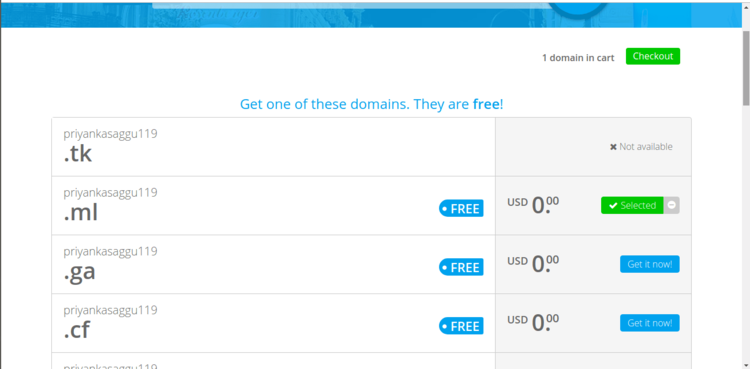 1 domain in cart Checkout
Get one of these domains. They are free!
priyankasaggu119
.tk
Not available
priyankasaggu119
.ml
FREE
USD 0.00
Selected
priyankasaggu119
.ga
FREE
USD 0.00
Get it now!
priyankasaggu119
.cf
FREE
USD 0.00
Get it now!
priyankasaggu119